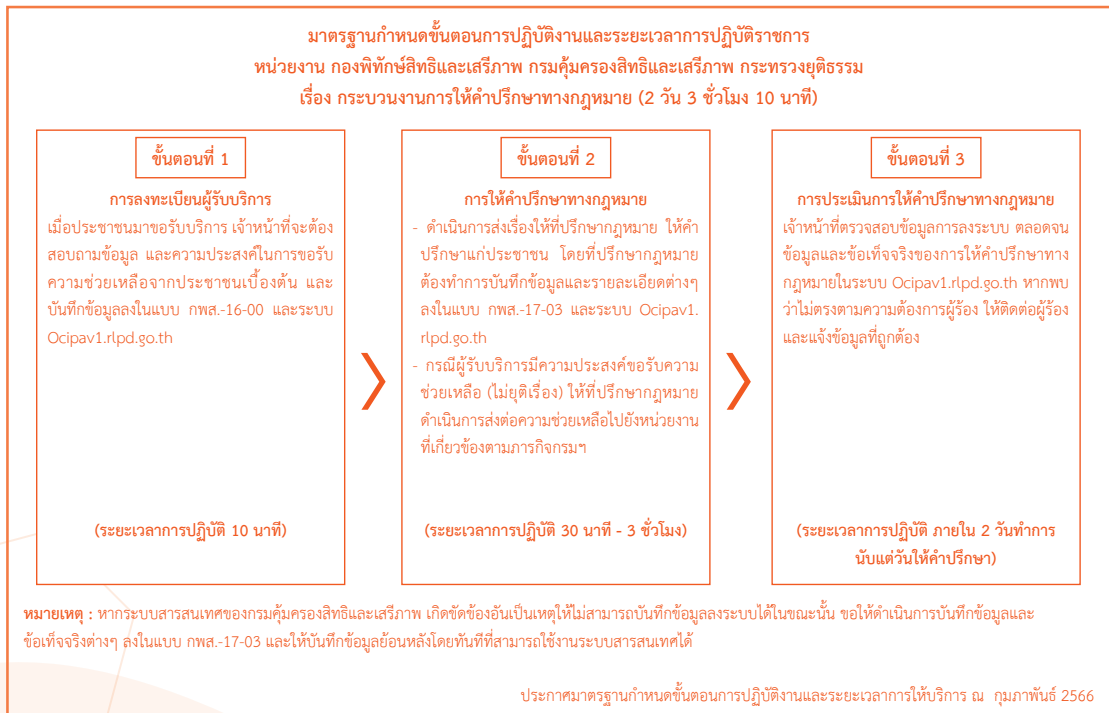 มาตรฐานกำหนดขั้นตอนการปฏิบัติงานและระยะเวลาการปฏิบัติราชการ
หน่วยงาน กองพิทักษ์สิทธิและเสรีภาพ กรมคุ้มครองสิทธิและเสรีภาพ กระทรวงยุติธรรม
เรื่อง กระบวนงานการให้คำปรึกษาทางกฎหมาย (2 วัน 3 ชั่วโมง 10 นาที)
ขั้นตอนที่ 1
การลงทะเบียนผู้รับบริการ
เมื่อประชาชนมาขอรับบริการ เจ้าหน้าที่จะต้อง
สอบถามข้อมูล และความประสงค์ในการขอรับ
ความช่วยเหลือจากประชาชนเบื้องต้น และ
บันทึกข้อมูลลงในแบบ กพส.-16-00 และระบบ
Ocipav1.rlpd.go.th
(ระยะเวลาการปฏิบัติ 10 นาที)
ขั้นตอนที่ 2
การให้คำปรึกษาทางกฎหมาย
- ดำเนินการส่งเรื่องให้ที่ปรึกษากฎหมาย ให้คำ
ปรึกษาแก่ประชาชน โดยที่ปรึกษากฎหมาย
ต้องทำการบันทึกข้อมูลและรายละเอียดต่างๆ
ลงในแบบ กพส.-17-03 และระบบ Ocipav1.
rlpd.go.th
- กรณีผู้รับบริการมีความประสงค์ขอรับความ
ช่วยเหลือ (ไม่ยุติเรื่อง) ให้ที่ปรึกษากฎหมาย
ดำเนินการส่งต่อความช่วยเหลือไปยังหน่วยงาน
ที่เกี่ยวข้องตามภารกิจกรมฯ
(ระยะเวลาการปฏิบัติ 30 นาที - 3 ชั่วโมง)
ขั้นตอนที่ 3
การประเมินการให้คำปรึกษาทางกฎหมาย
เจ้าหน้าที่ตรวจสอบข้อมูลการลงระบบ ตลอดจน
ข้อมูลและข้อเท็จจริงของการให้คำปรึกษาทาง
กฎหมายในระบบ Ocipav1.rlpd.go.th หากพบ
ว่าไม่ตรงตามความต้องการผู้ร้อง ให้ติดต่อผู้ร้อง
และแจ้งข้อมูลที่ถูกต้อง
(ระยะเวลาการปฏิบัติ ภายใน 2 วันทำการ
นับแต่วันให้คำปรึกษา)
หมายเหตุ : หากระบบสารสนเทศของกรมคุ้มครองสิทธิและเสรีภาพ เกิดขัดข้องอันเป็นเหตุให้ไม่สามารถบันทึกข้อมูลลงระบบได้ในขณะนั้น ขอให้ดำเนินการบันทึกข้อมูลและ
ข้อเท็จจริงต่างๆ ลงในแบบ กพส.-17-03 และให้บันทึกข้อมูลย้อนหลังโดยทันทีที่สามารถใช้งานระบบสารสนเทศได้
ประกาศมาตรฐานกำหนดขั้นตอนการปฏิบัติงานและระยะเวลาการให้บริการ ณ กุมภาพันธ์ 2566